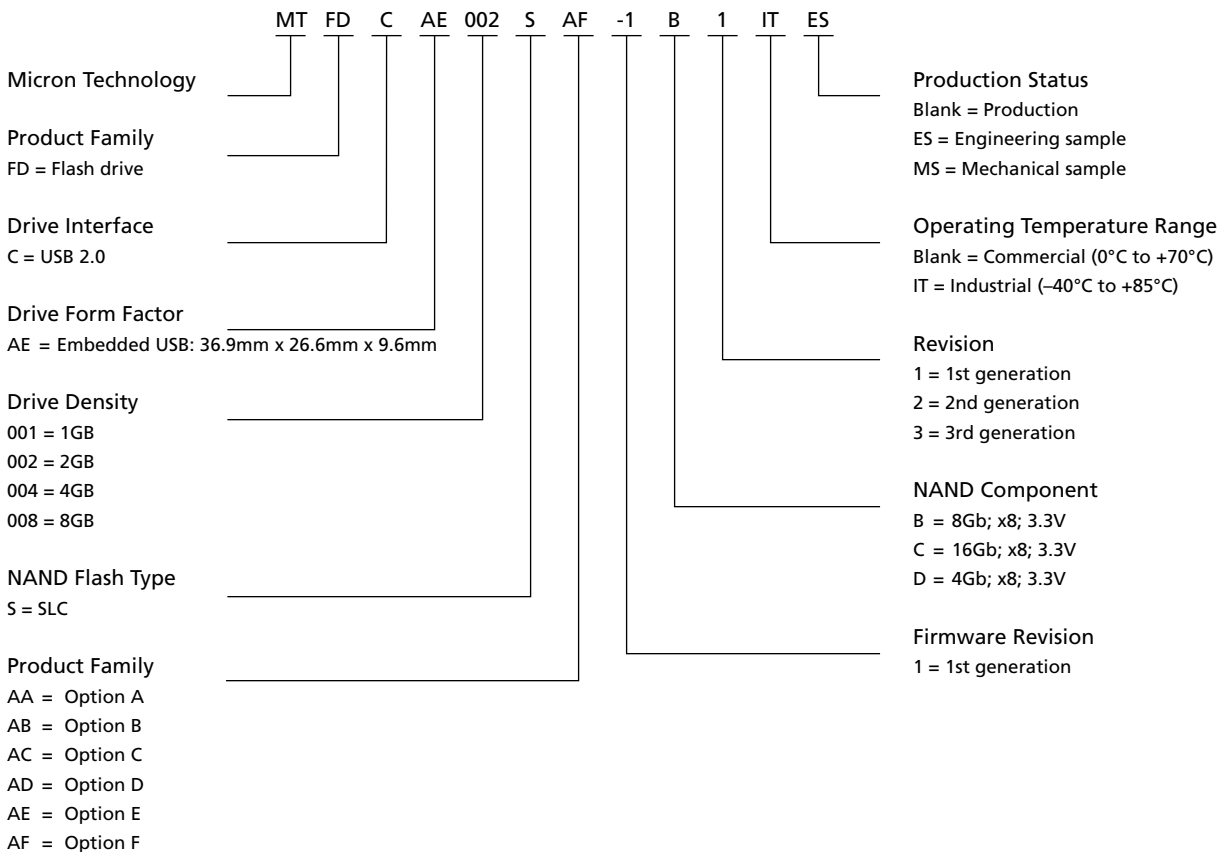 MT FD C AE 002 S AF -1 B 1 IT ES
Micron Technology
Product Family
FD = Flash drive
Drive Interface
C = USB 2.0
Drive Form Factor
AE = Embedded USB: 36.9mm x 26.6mm x 9.6mm
Drive Density
001 = 1GB
002 = 2GB
004 = 4GB
008 = 8GB
NAND Flash Type
S = SLC
Product Family
AA = Option A
AB = Option B
AC = Option C
AD = Option D
AE = Option E
AF = Option F
Production Status
Blank = Production
ES = Engineering sample
MS = Mechanical sample
Operating Temperature Range
Blank = Commercial (0°C to +70°C)
IT = Industrial (–40°C to +85°C)
Revision
1 = 1st generation
2 = 2nd generation
3 = 3rd generation
NAND Component
B = 8Gb; x8; 3.3V
C = 16Gb; x8; 3.3V
D = 4Gb; x8; 3.3V
Firmware Revision
1 = 1st generation